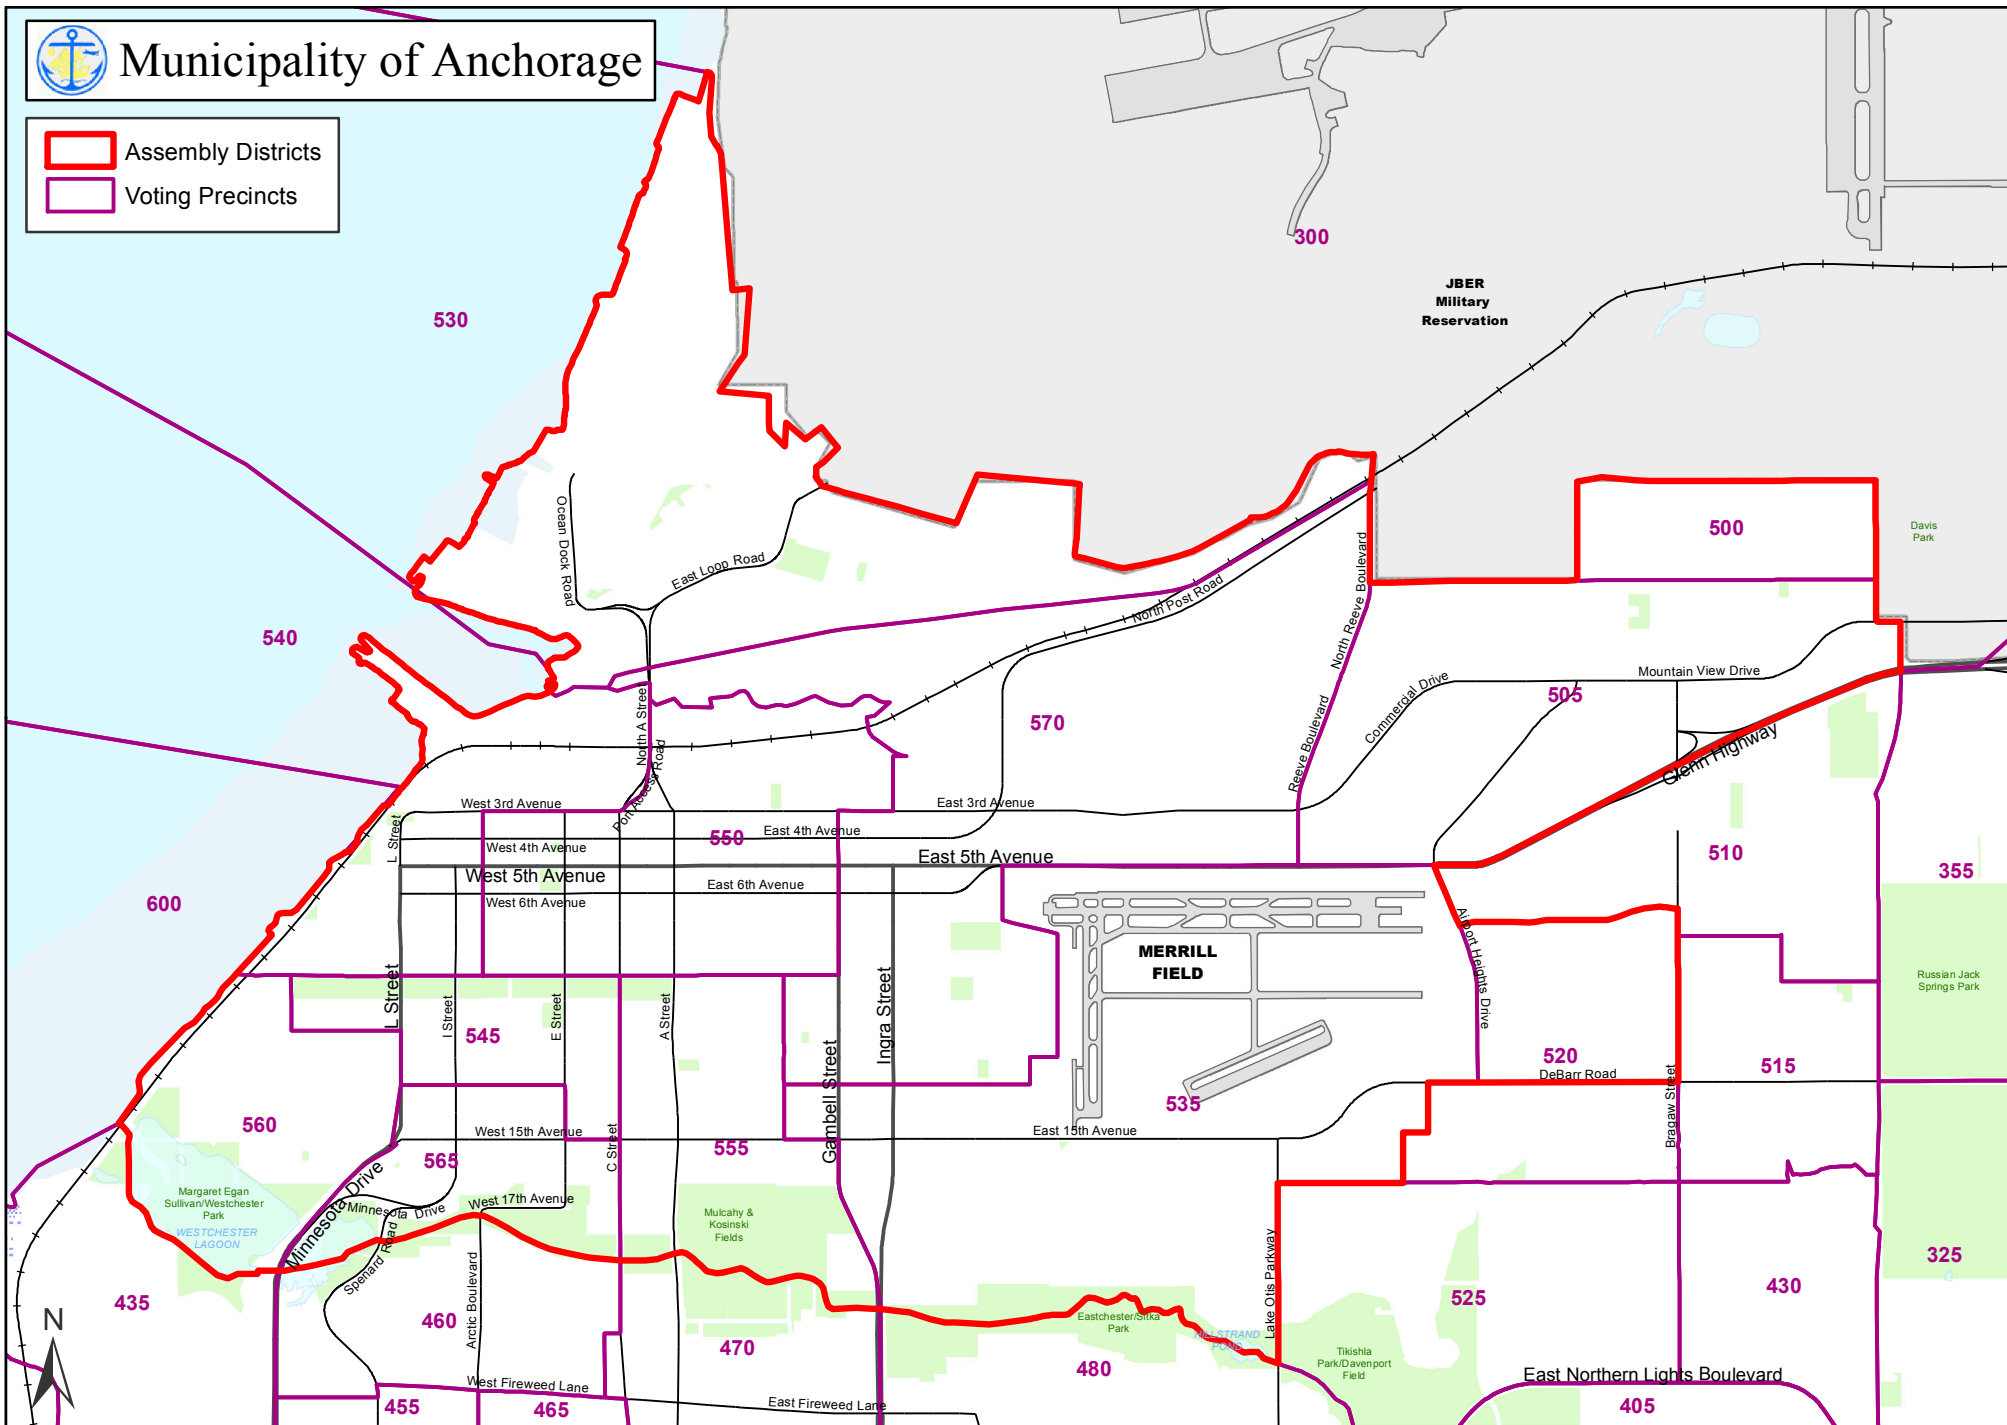 Municipality of Anchorage
Assembly Districts
Voting Precincts
300
JBER
Military
Reservation
530
500
Davis
Park
Ocean Dock Road
East Loop Road
North Post Road
North Reeve Boulevard
540
Mountain View Drive
505
570
Commercial Drive
Reeve Boulevard
North A Street
Port Access Road
Glenn Highway
West 3rd Avenue
East 3rd Avenue
L Street
550
East 4th Avenue
West 4th Avenue
East 5th Avenue
West 5th Avenue
510
355
East 6th Avenue
West 6th Avenue
600
Airport Heights Drive
MERRILL
FIELD
Russian Jack
Springs Park
L Street
I Street
E Street
A Street
Ingra Street
545
520
515
DeBarr Road
Gambell Street
535
560
Bragaw Street
West 15th Avenue
East 15th Avenue
C Street
555
565
Margaret Egan
Sullivan/Westchester
Park
WESTCHESTER
LAGOON
Minnesota Drive
Minnesota Drive
West 17th Avenue
Spenard Road
Mulcahy &
Kosinski
Fields
Arctic Boulevard
Lake Otis Parkway
325
430
525
435
N
460
Eastchester/Sitka
Park
HILLSTRAND
POND
470
480
Tikishla
Park/Davenport
Field
East Northern Lights Boulevard
West Fireweed Lane
East Fireweed Lane
455
465
405